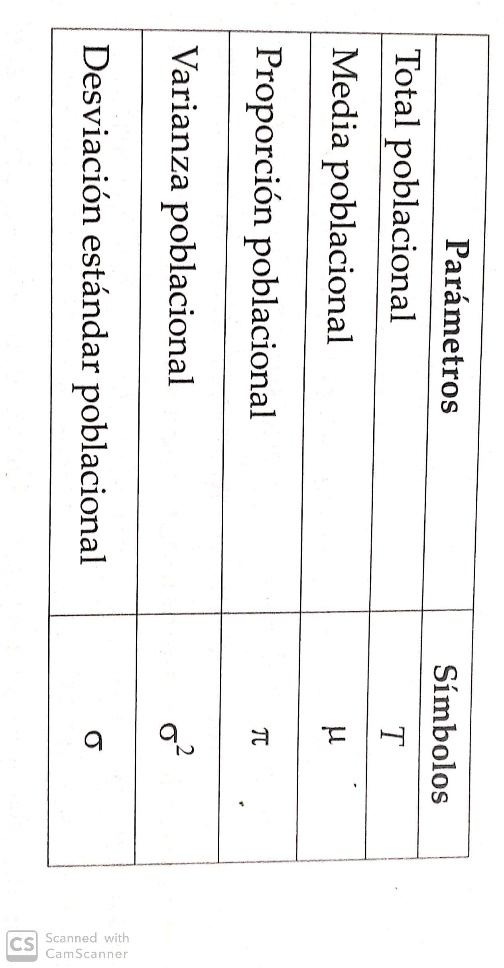 Parámetros Símbolos
Total poblacional T
Media poblacional μ
Proporción poblacional π
Varianza poblacional σ²
Desviación estándar poblacional σ
CS Scanned with
CamScanner